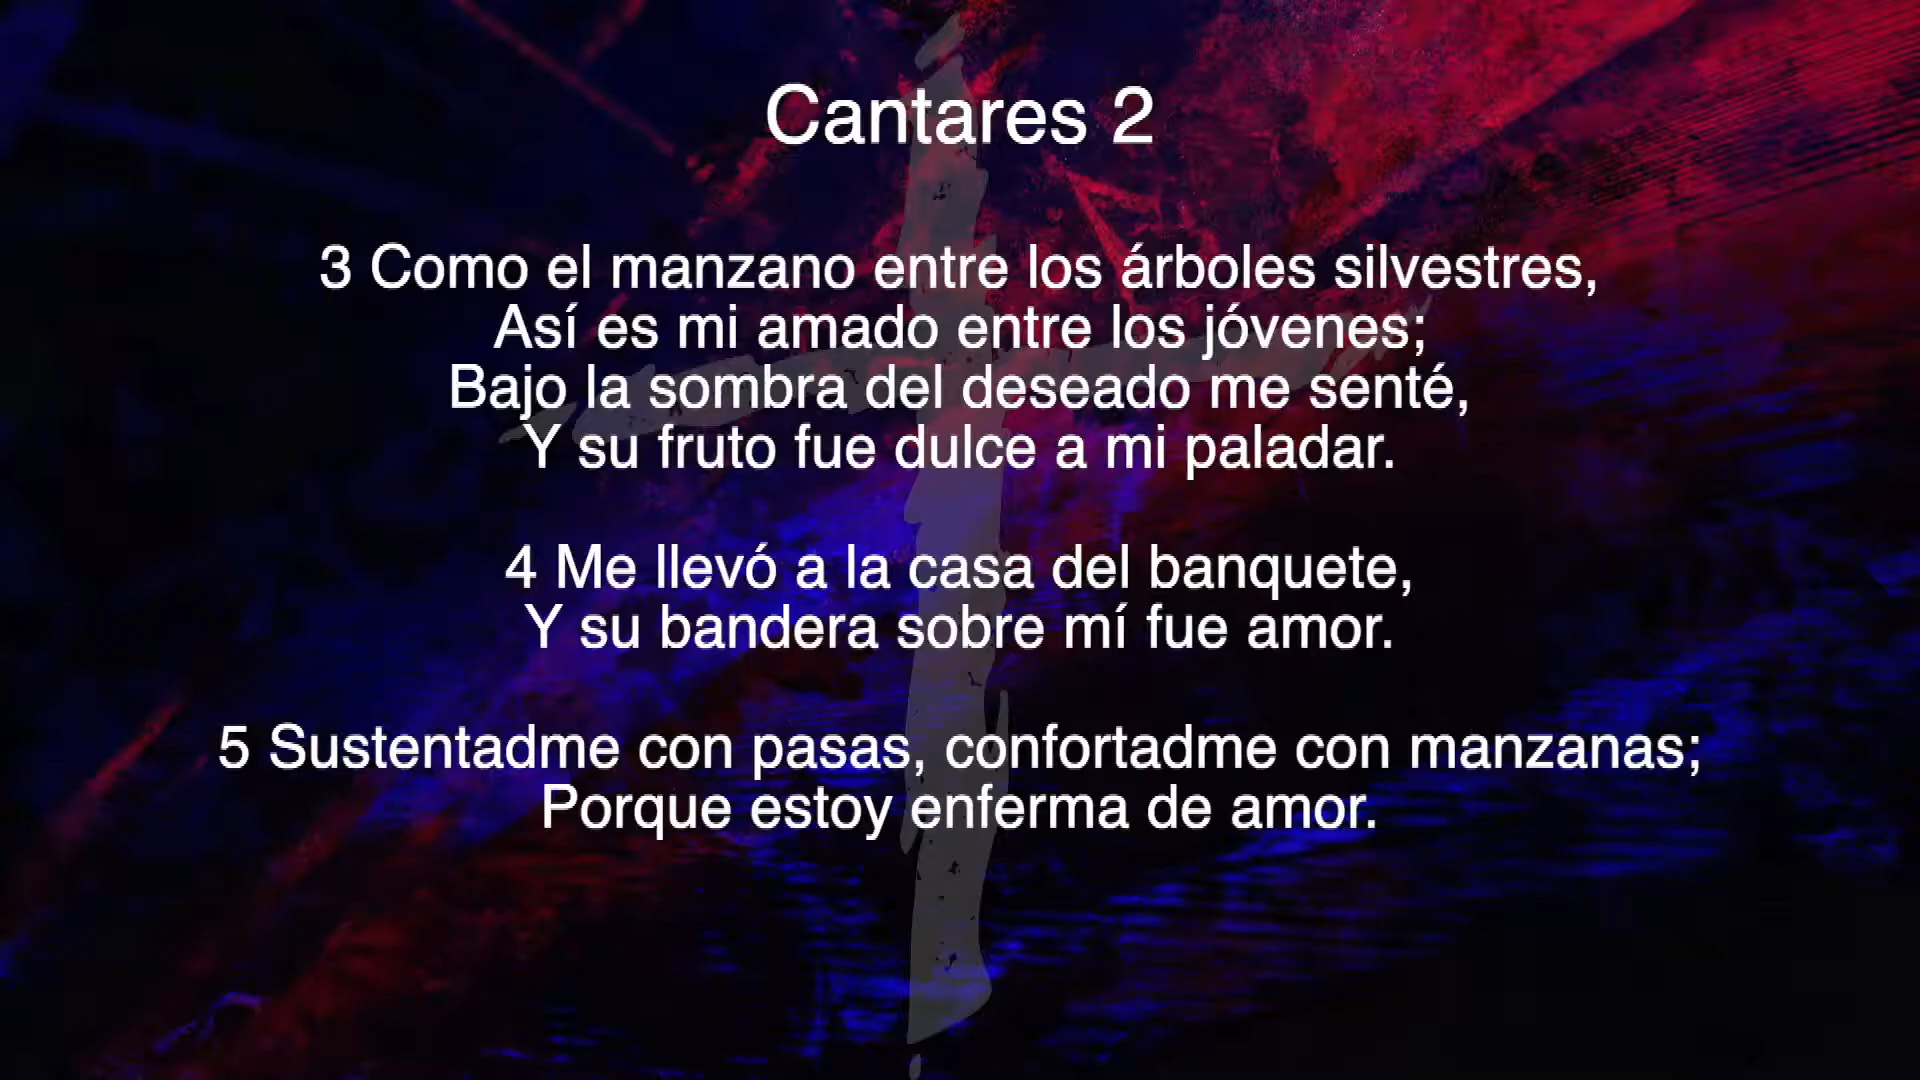 Cantares 2
3 Como el manzano entre los árboles silvestres,
Así es mi amado entre los jóvenes;
Bajo la sombra del deseado me senté,
Y su fruto fue dulce a mi paladar.
4 Me llevó a la casa del banquete,
Y su bandera sobre mí fue amor.
5 Sustentadme con pasas, confortadme con manzanas;
Porque estoy enferma de amor.